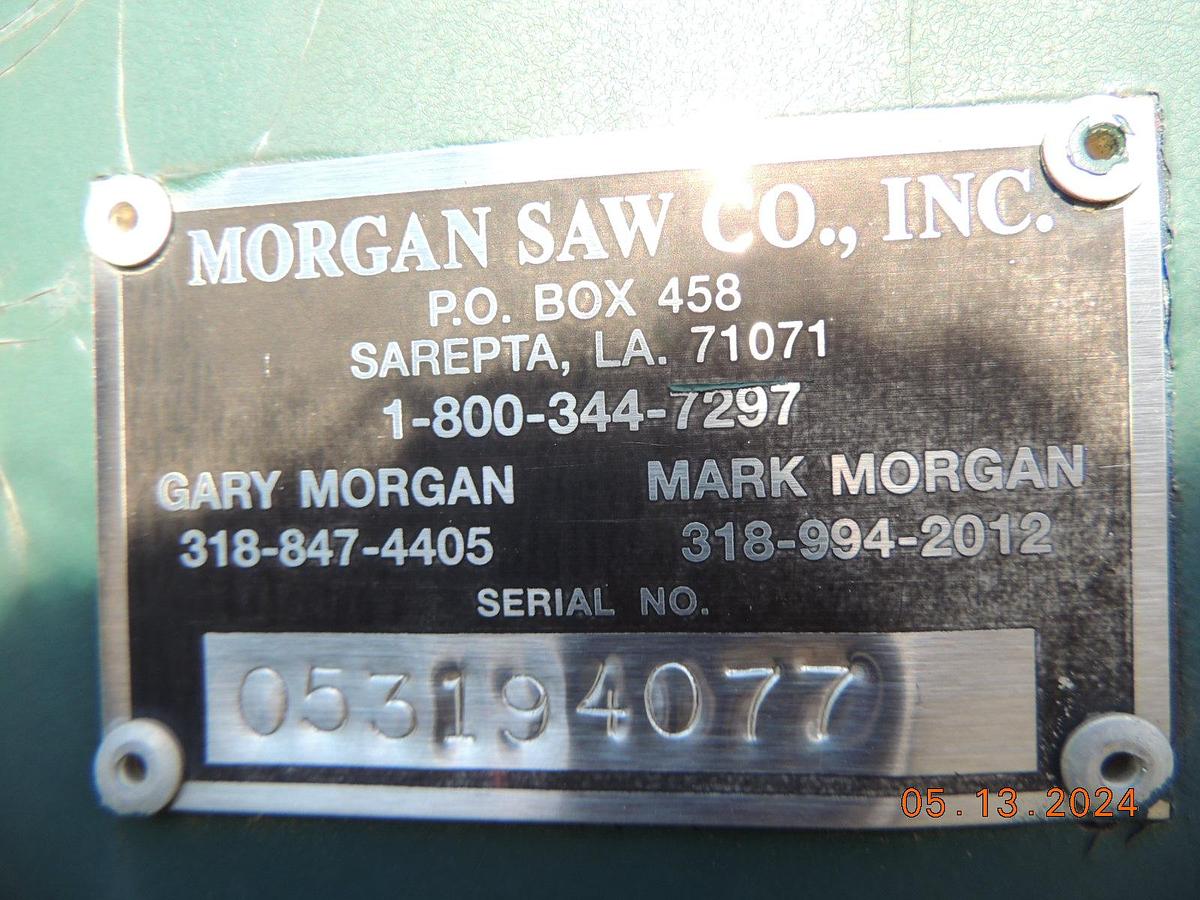 MORGAN SAW CO., INC.
P.O. BOX 458
SAREPTA, LA. 71071
1-800-344-7297
GARY MORGAN MARK MORGAN
318-847-4405 318-994-2012
SERIAL NO.
053194077
05.13.2024